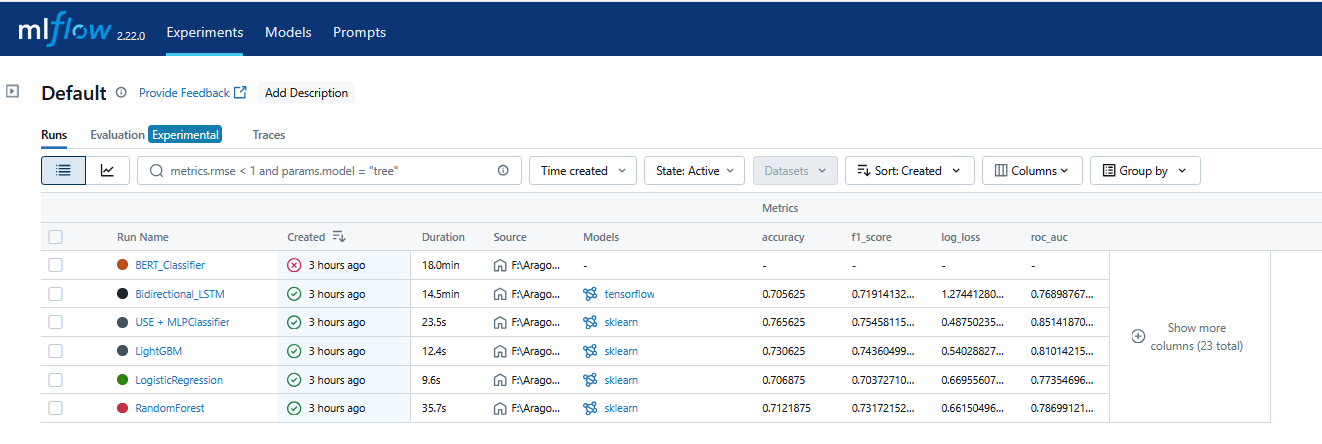 mlflow 2.22.0 Experiments Models Prompts
Default Provide Feedback Add Description
Runs Evaluation Experimental Traces
metrics.rmse < 1 and params.model = "tree" Time created State: Active Datasets Sort: Created Columns Group by
Metrics
Run Name Created Duration Source Models accuracy f1_score log_loss roc_auc
BERT_Classifier 3 hours ago 18.0min F:\Arago... - - - - -
Bidirectional_LSTM 3 hours ago 14.5min F:\Arago... tensorflow 0.705625 0.71914132... 1.27441280... 0.76898767...
USE + MLPClassifier 3 hours ago 23.5s F:\Arago... sklearn 0.765625 0.75458115... 0.48750235... 0.85141870...
LightGBM 3 hours ago 12.4s F:\Arago... sklearn 0.730625 0.74360499... 0.54028827... 0.81014215...
LogisticRegression 3 hours ago 9.6s F:\Arago... sklearn 0.706875 0.70372710... 0.66955607... 0.77354696...
RandomForest 3 hours ago 35.7s F:\Arago... sklearn 0.7121875 0.73172152... 0.66150496... 0.78699121...
Show more
columns (23 total)